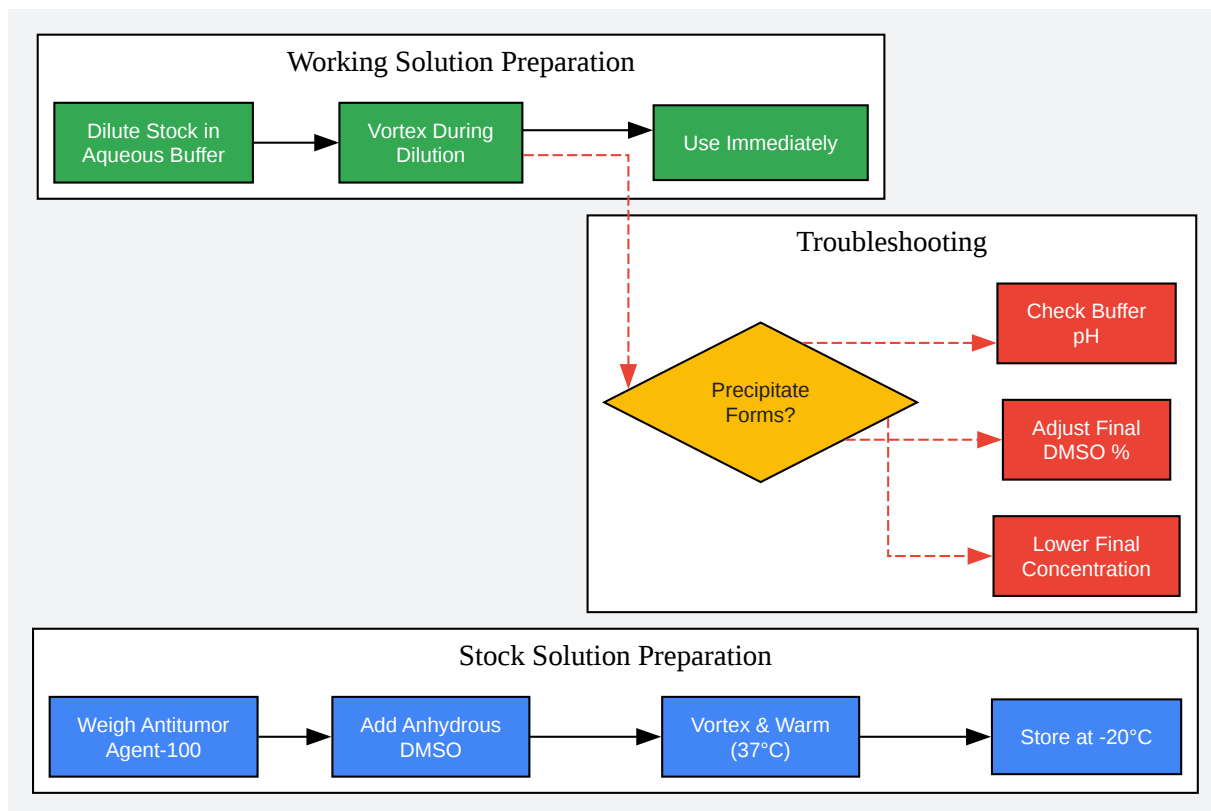 Working Solution Preparation
Dilute Stock in
Aqueous Buffer
Vortex During
Dilution
Use Immediately
Troubleshooting
Check Buffer
pH
Precipitate
Forms?
Adjust Final
DMSO %
Lower Final
Concentration
Stock Solution Preparation
Weigh Antitumor
Agent-100
Add Anhydrous
DMSO
Vortex & Warm
(37°C)
Store at -20°C